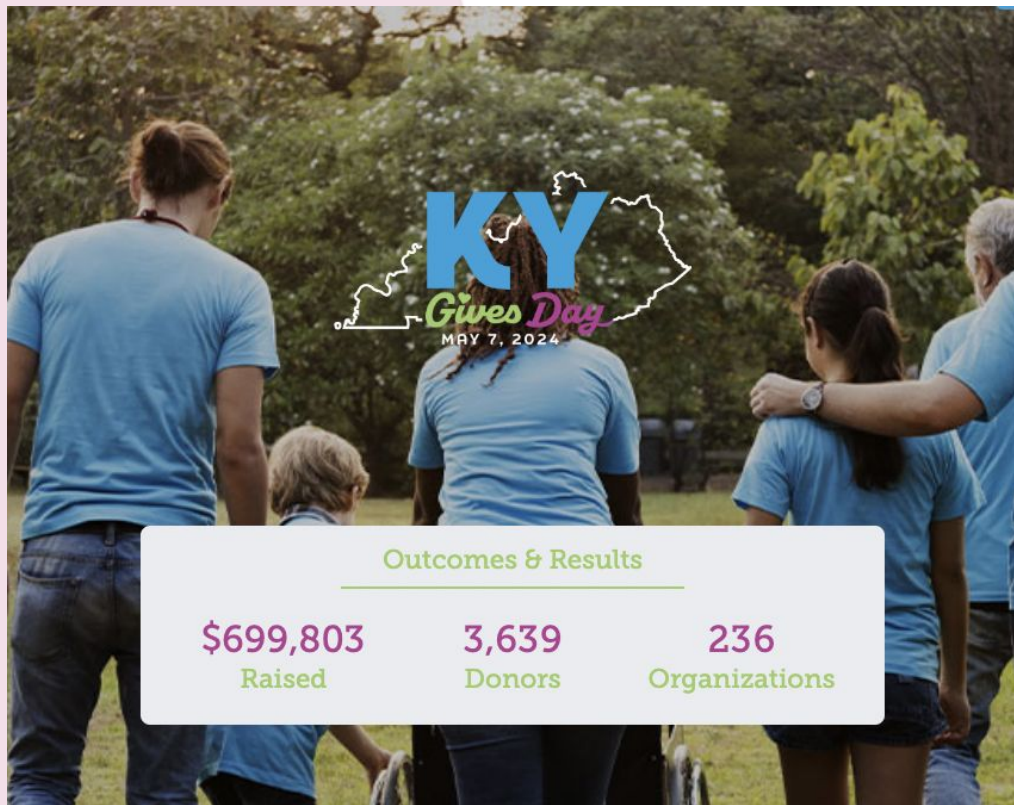 KY
Gives Day
MAY 7, 2024
Outcomes & Results
$699,803 3,639 236
Raised Donors Organizations